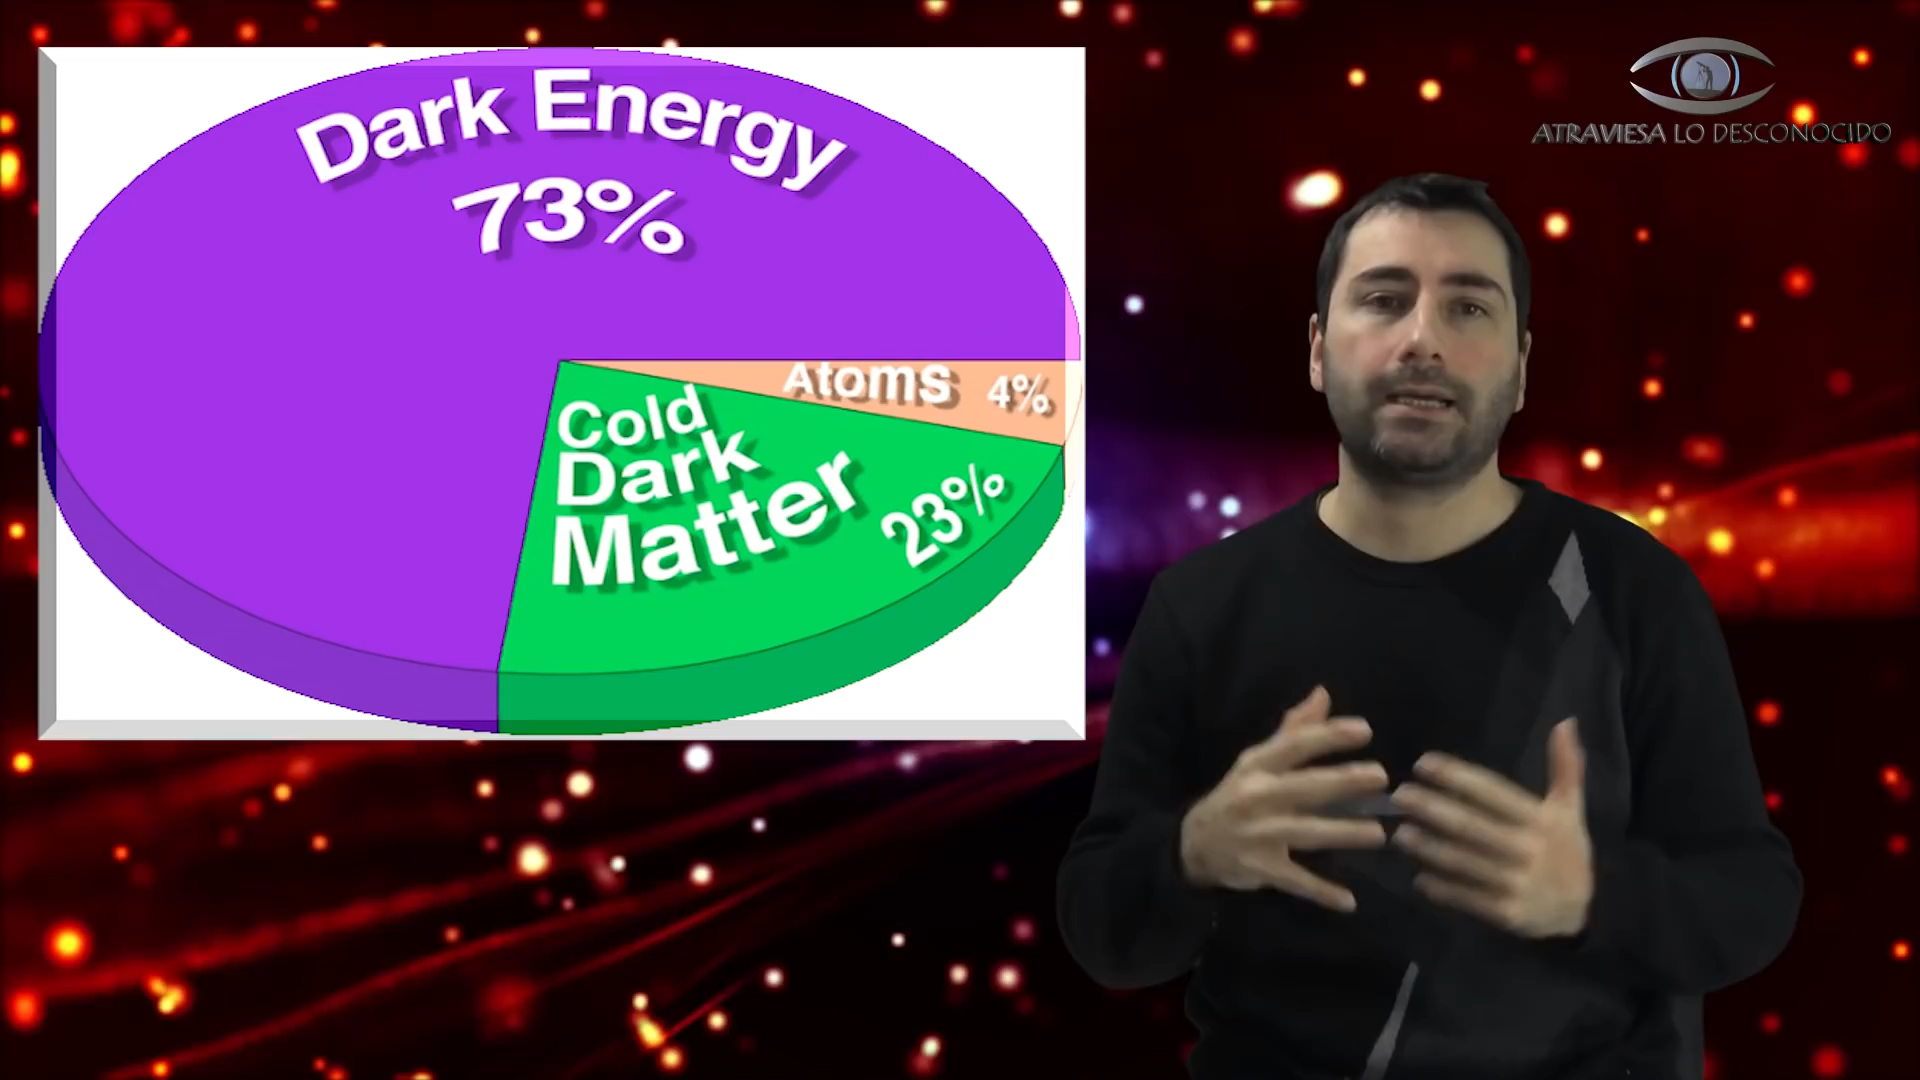 Dark Energy
73%
Atoms 4%
Cold
Dark
Matter
23%
ATRAVIESA LO DESCONOCIDO